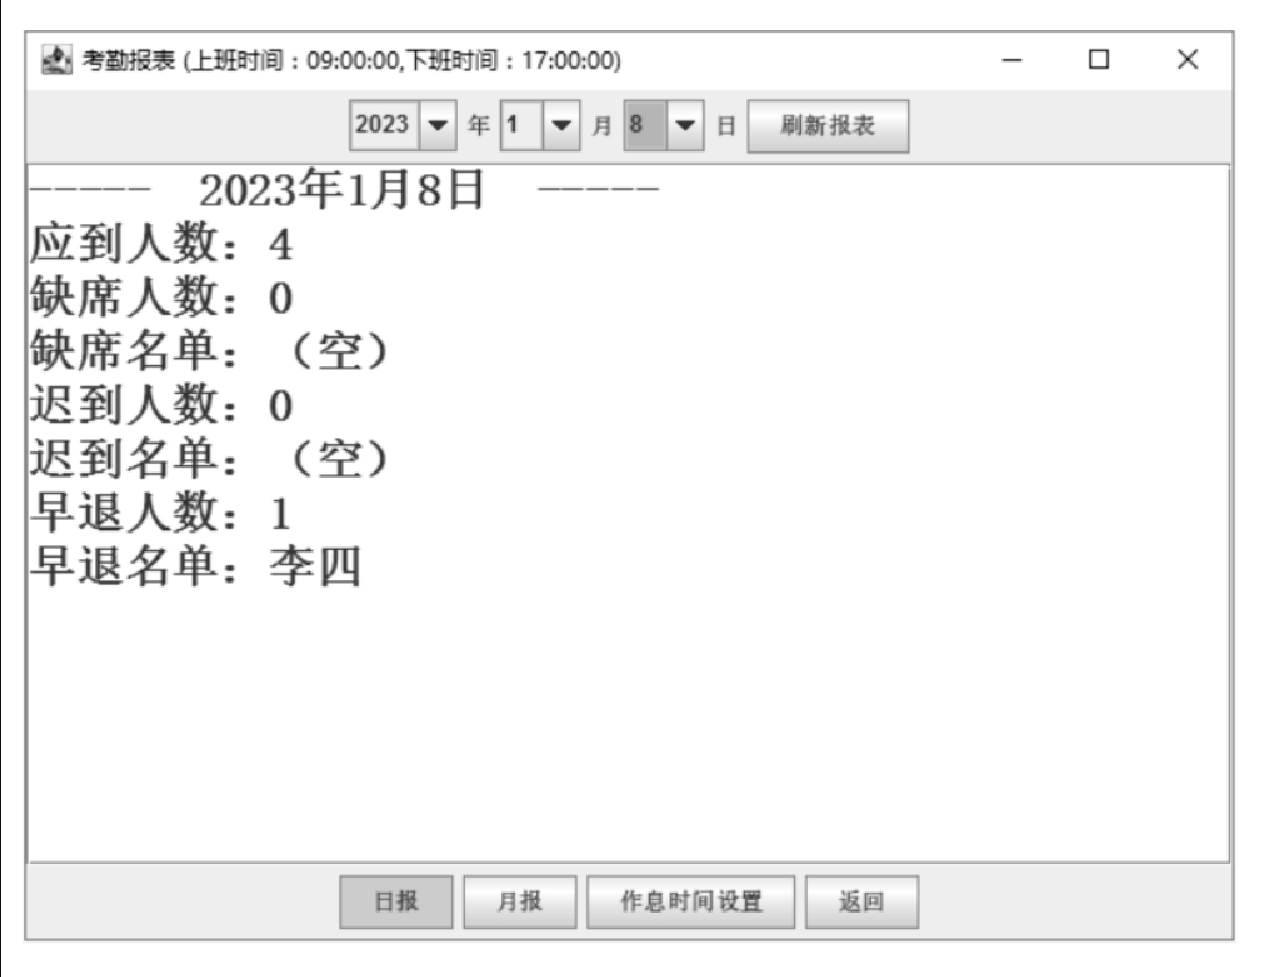 考勤报表 (上班时间：09:00:00,下班时间：17:00:00)
2023 年 1 月 8 日 刷新报表
----- 2023年1月8日 -----
应到人数：4
缺席人数：0
缺席名单：（空）
迟到人数：0
迟到名单：（空）
早退人数：1
早退名单：李四
日报 月报 作息时间设置 返回